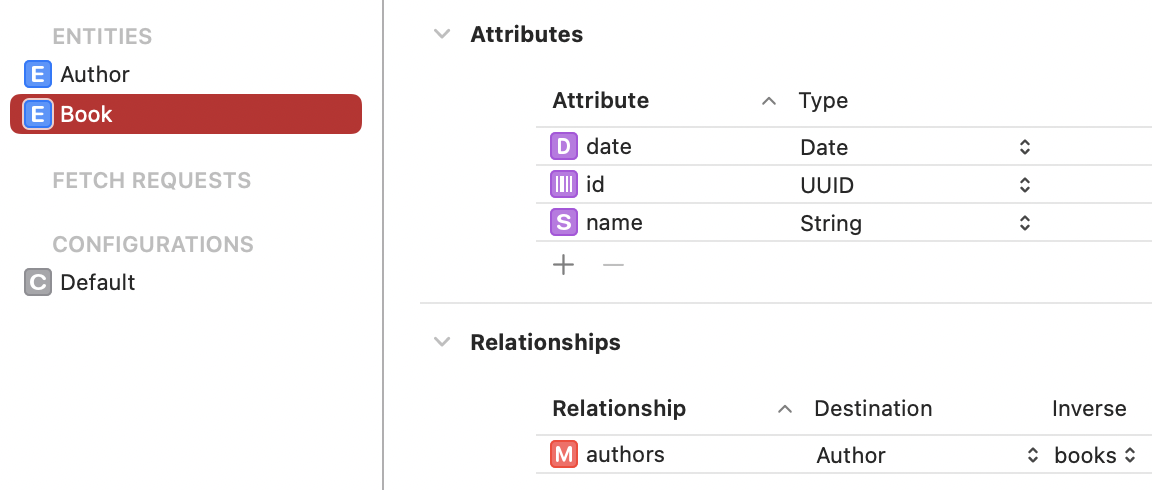 ENTITIES
E Author
E Book
FETCH REQUESTS
CONFIGURATIONS
C Default
Attributes
Attribute Type
D date Date
id UUID
S name String
Relationships
Relationship Destination Inverse
M authors Author books